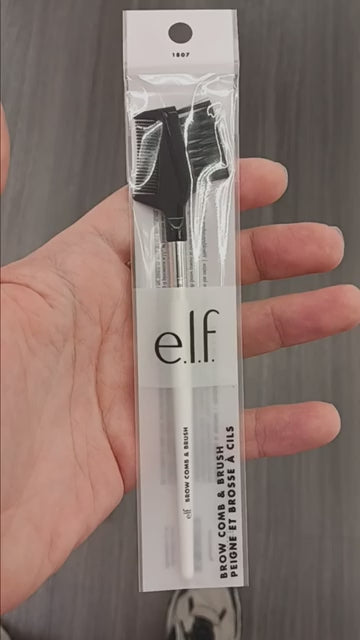 1807
e.l.f.
BROW COMB & BRUSH
PEIGNE ET BROSSE À CILS
elf BROW COMB & BRUSH